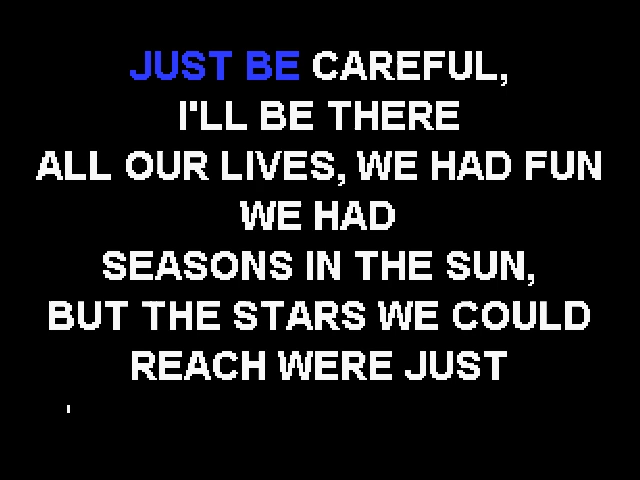 JUST BE CAREFUL,
I'LL BE THERE
ALL OUR LIVES, WE HAD FUN
WE HAD
SEASONS IN THE SUN,
BUT THE STARS WE COULD
REACH WERE JUST